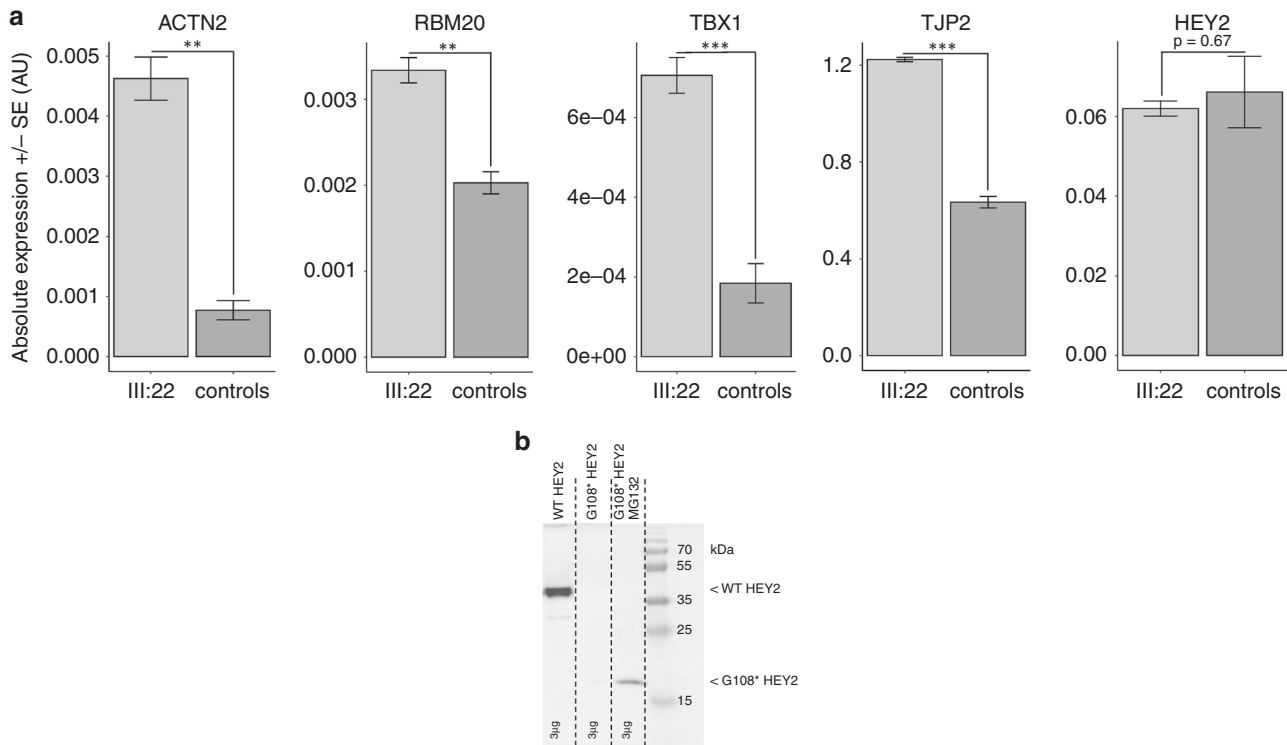 a
ACTN2 RBM20 TBX1 TJP2 HEY2
Absolute expression +/− SE (AU)
** ** *** *** p = 0.67
0.005
0.004
0.003
0.002
0.001
0.000
III:22 controls
0.003
0.002
0.001
0.000
III:22 controls
6e−04
4e−04
2e−04
0e+00
III:22 controls
1.2
0.8
0.4
0.0
III:22 controls
0.06
0.04
0.02
0.00
III:22 controls
b
WT HEY2
G108* HEY2
G108* HEY2
MG132
70 kDa
55
< WT HEY2
35
25
< G108* HEY2
15
3µg 3µg 3µg